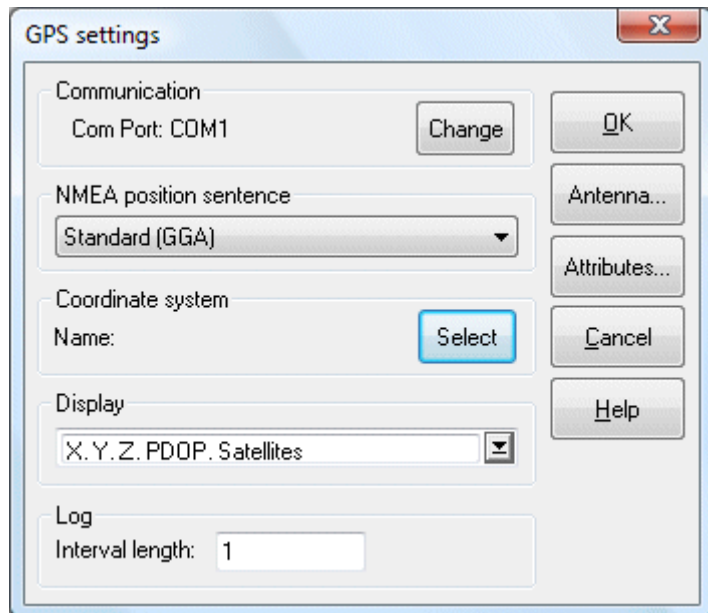 GPS settings
Communication
Com Port: COM1
Change
NMEA position sentence
Standard (GGA)
Coordinate system
Name:
Select
Display
X. Y. Z. PDOP. Satellites
Log
Interval length: 1
OK
Antenna...
Attributes...
Cancel
Help